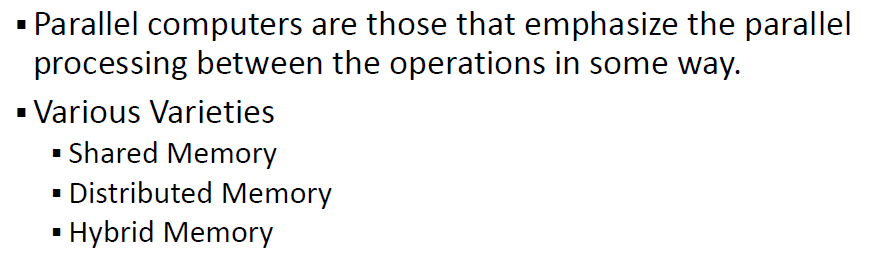 ▪ Parallel computers are those that emphasize the parallel
processing between the operations in some way.
▪ Various Varieties
▪ Shared Memory
▪ Distributed Memory
▪ Hybrid Memory